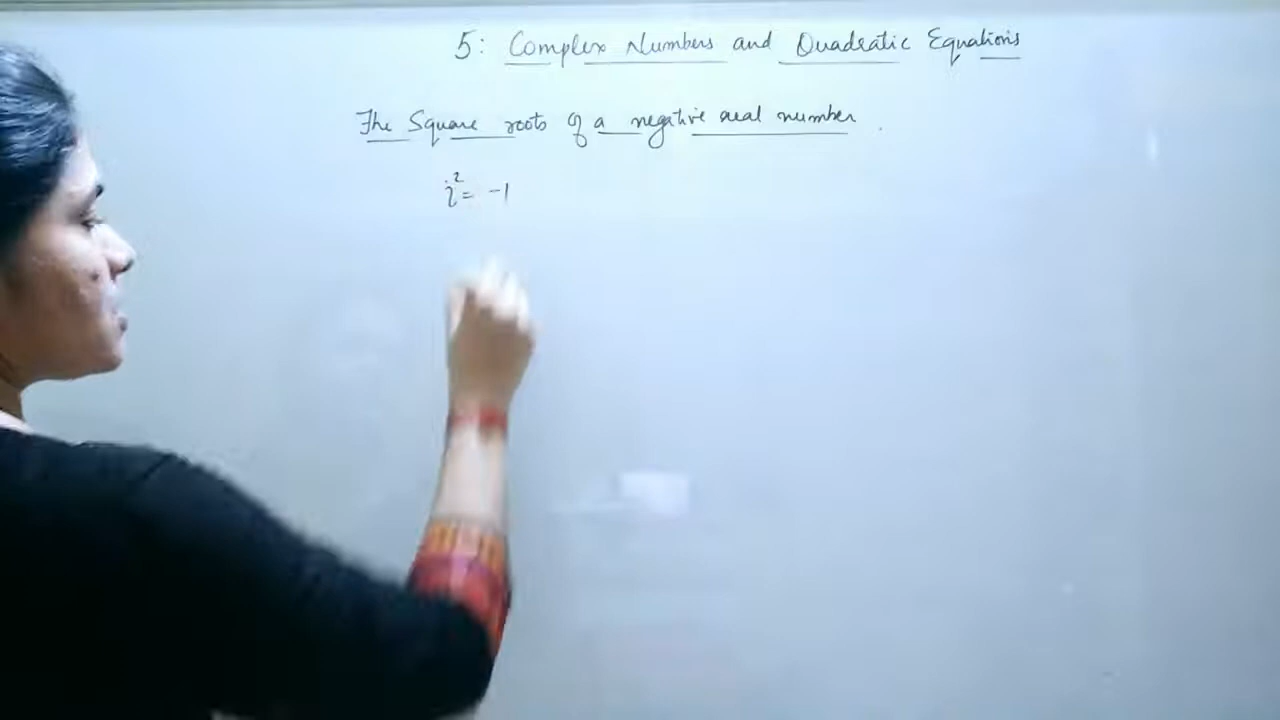 5: Complex Numbers and Quadratic Equations
The Square roots of a negative real number.
i² = -1